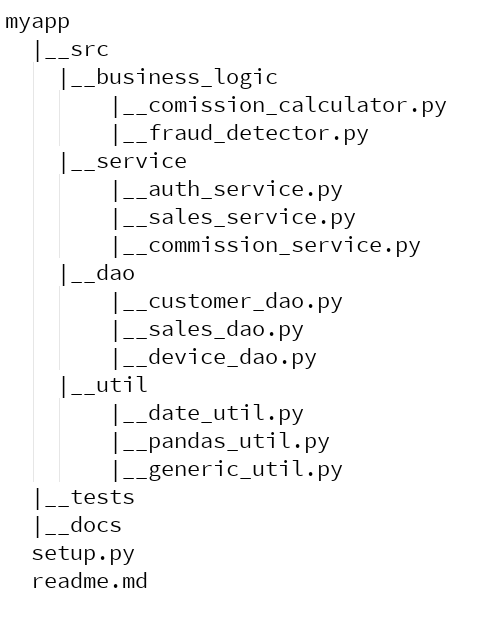 myapp
  |__src
    |__business_logic
        |__comission_calculator.py
        |__fraud_detector.py
    |__service
        |__auth_service.py
        |__sales_service.py
        |__commission_service.py
    |__dao
        |__customer_dao.py
        |__sales_dao.py
        |__device_dao.py
    |__util
        |__date_util.py
        |__pandas_util.py
        |__generic_util.py
  |__tests
  |__docs
  setup.py
  readme.md